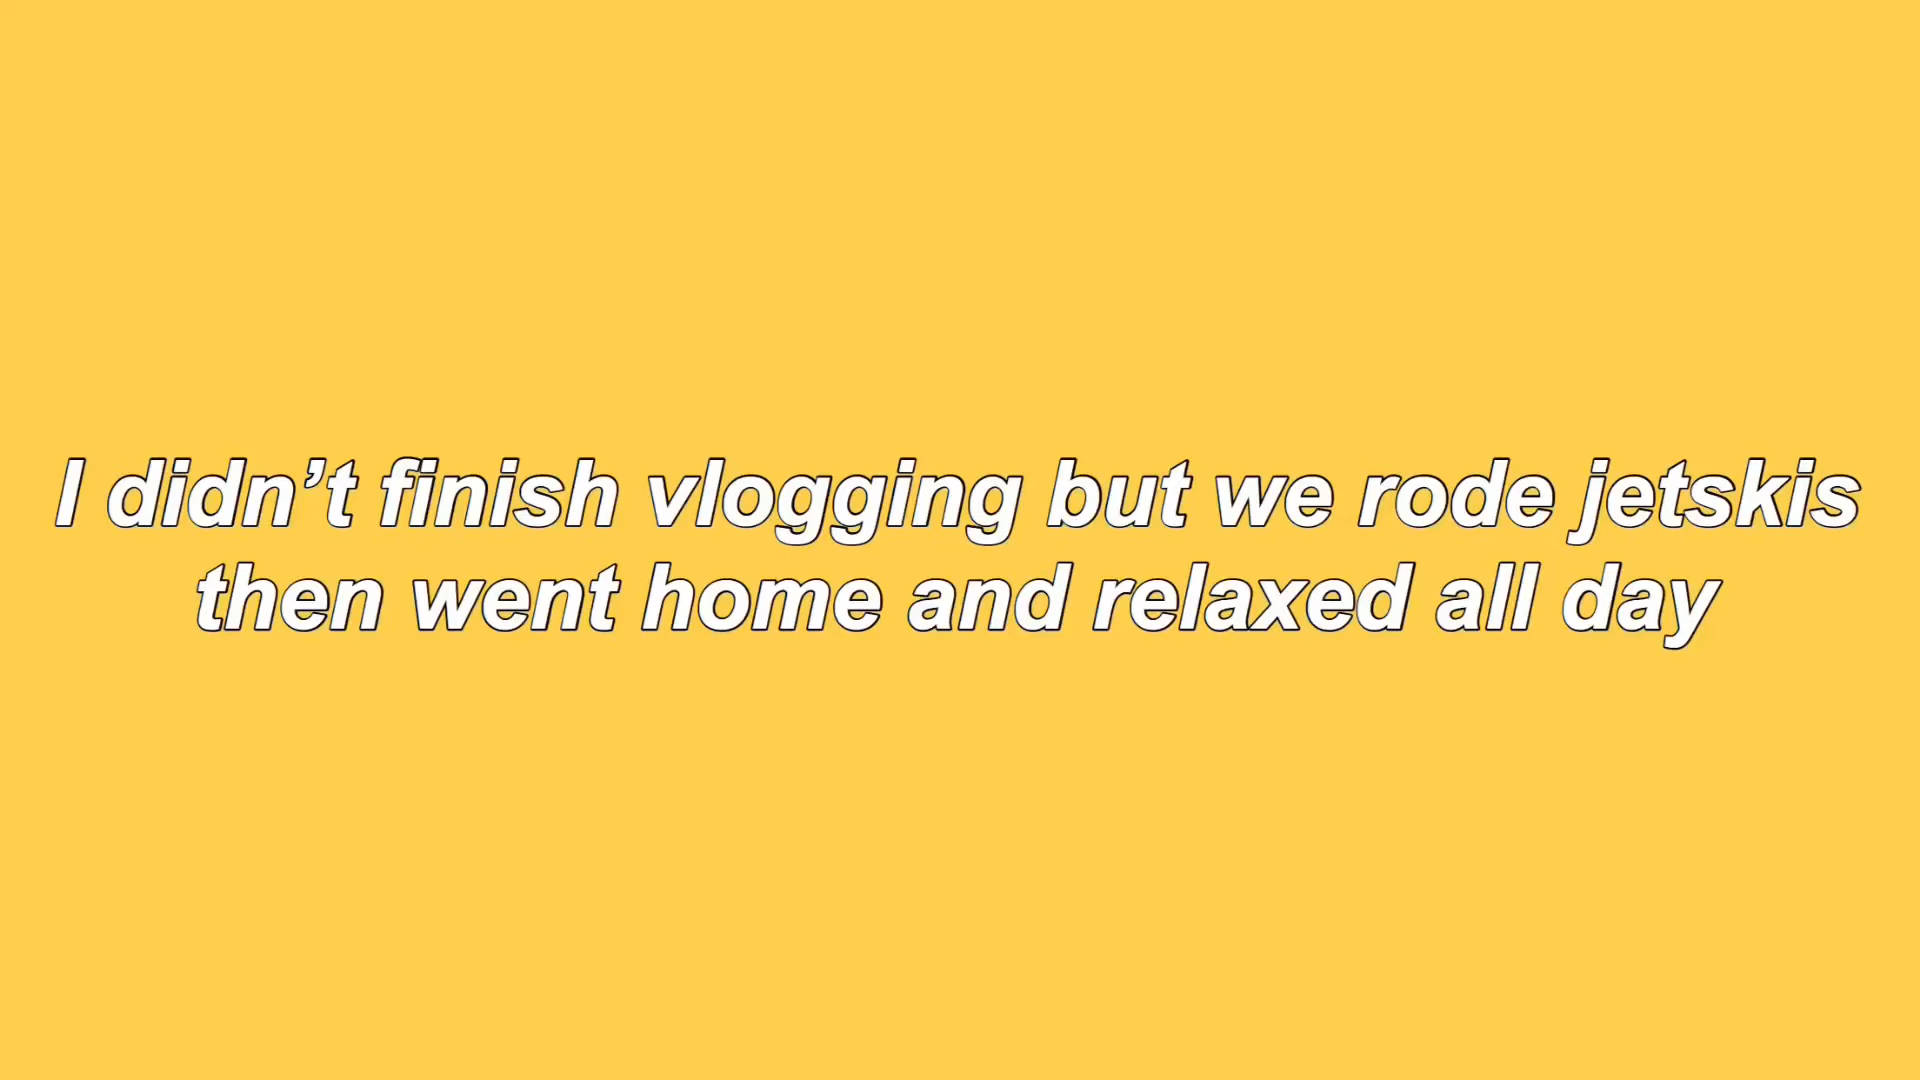 I didn’t finish vlogging but we rode jetskis
then went home and relaxed all day